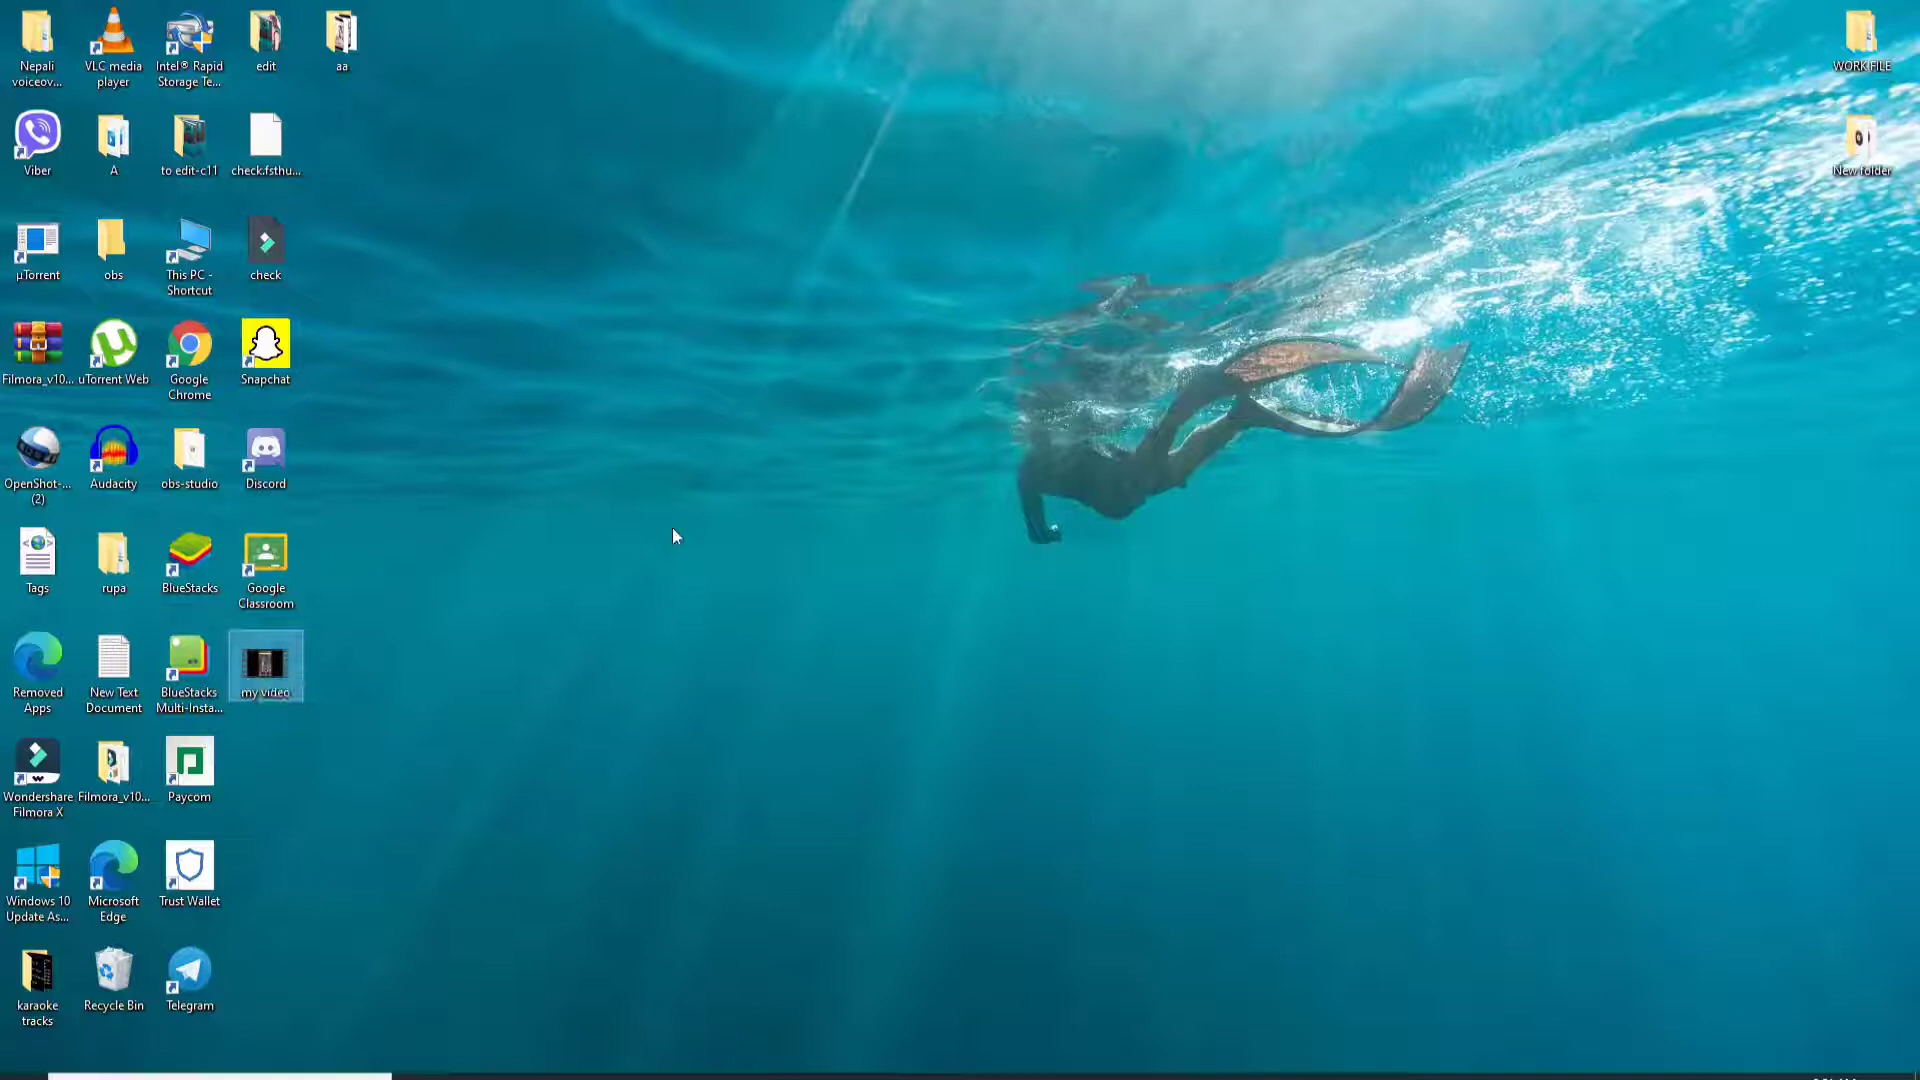 Nepali
voiceov...
VLC media
player
Intel® Rapid
Storage Te...
edit
aa
WORK FILE
Viber
A
to edit-c11
check.fsthu...
New folder
µTorrent
obs
This PC -
Shortcut
check
Filmora_v10...
uTorrent Web
Google
Chrome
Snapchat
OpenShot-...
(2)
Audacity
obs-studio
Discord
Tags
rupa
BlueStacks
Google
Classroom
Removed
Apps
New Text
Document
BlueStacks
Multi-Insta...
my video
Wondershare
Filmora X
Filmora_v10...
Paycom
Windows 10
Update As...
Microsoft
Edge
Trust Wallet
karaoke
tracks
Recycle Bin
Telegram